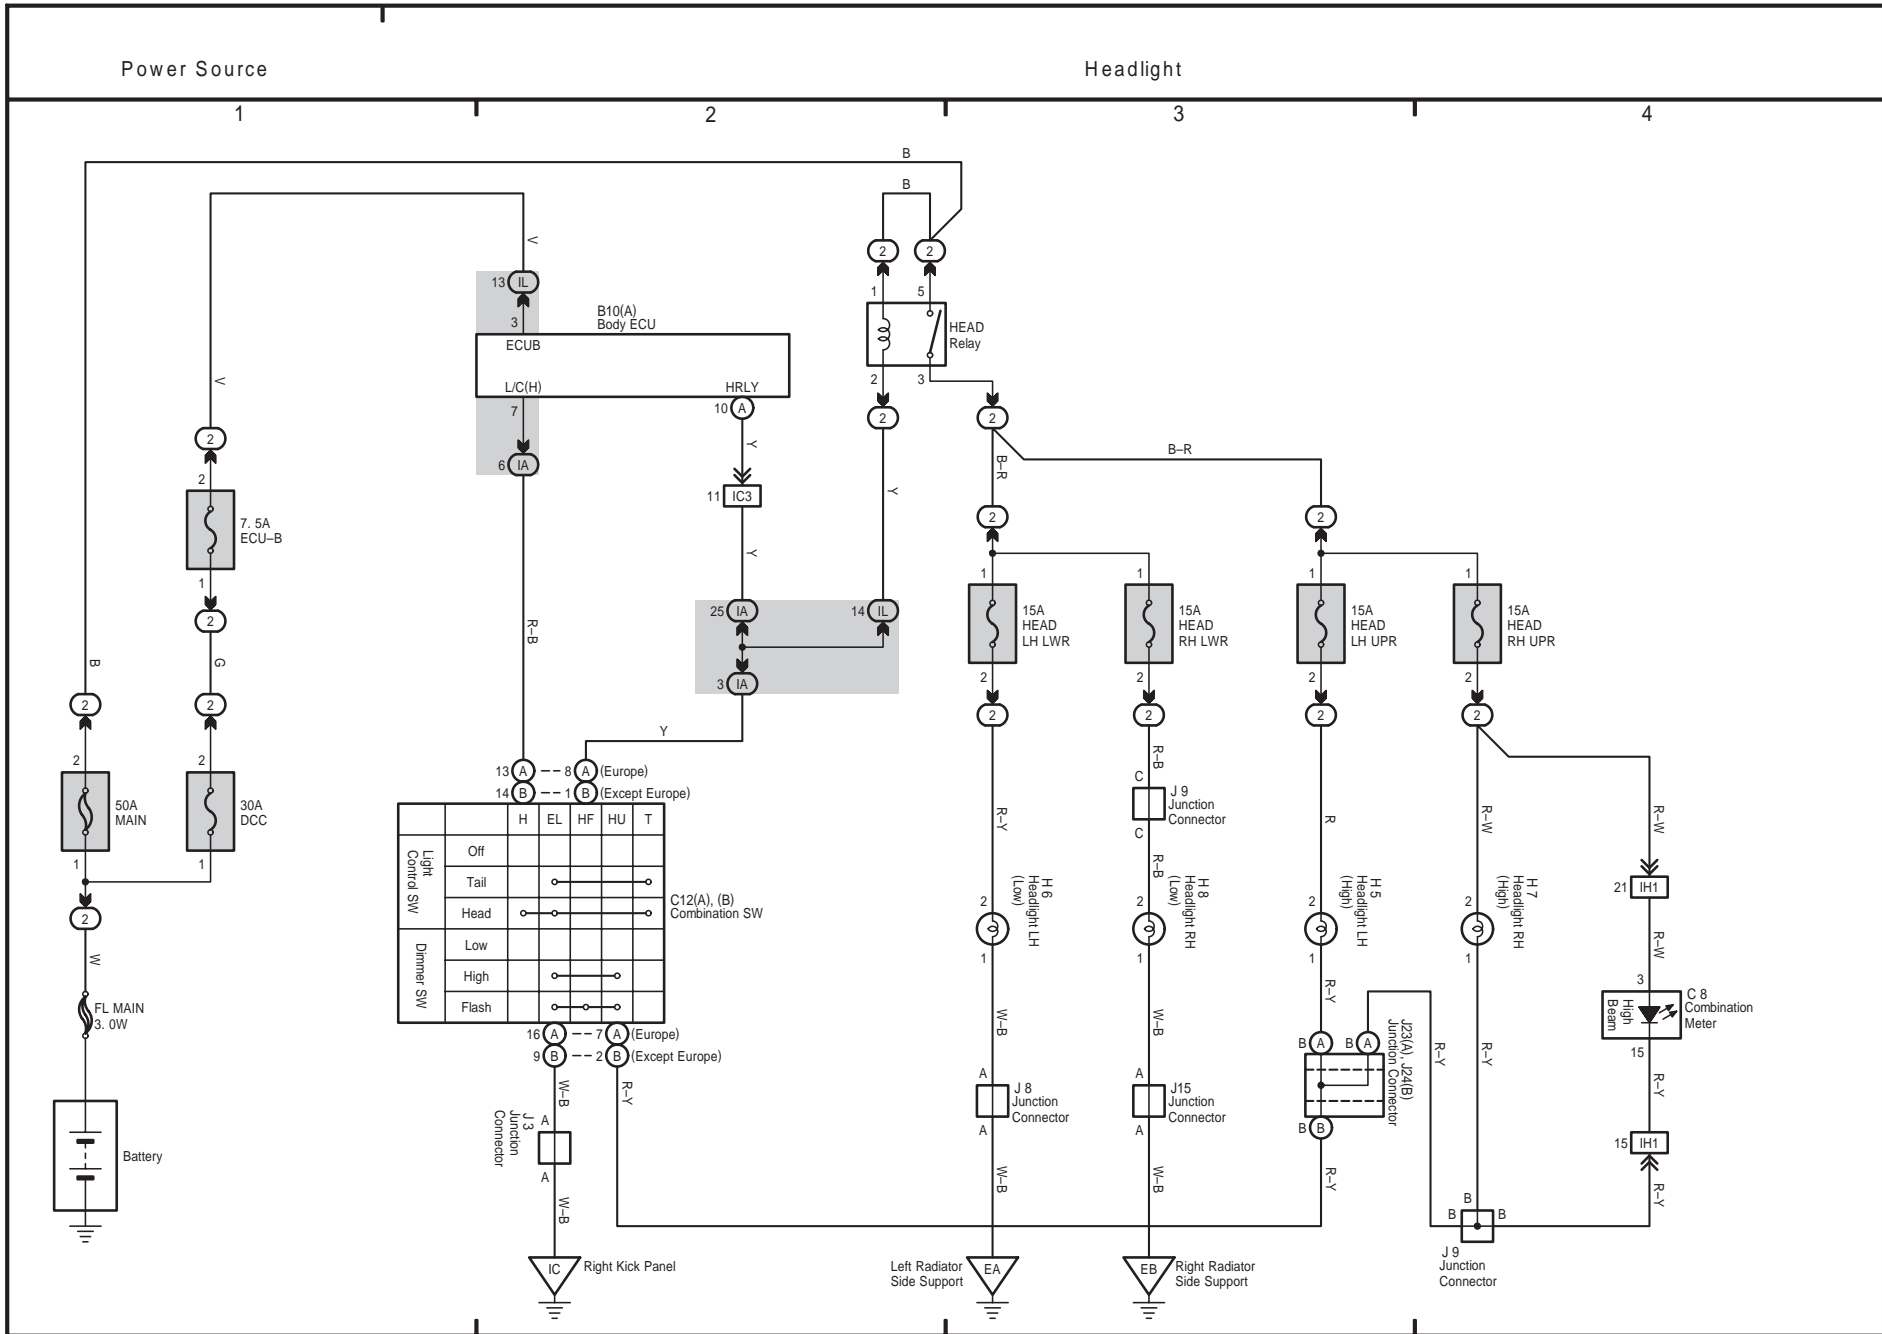 Power Source
Headlight
1
2
3
4
B
B
V
V
13 IL
3
B10(A)
Body ECU
ECUB
L/C(H)
HRLY
7
10 A
6 IA
Y
11 IC3
Y
2
2
1
5
HEAD
Relay
2
3
2
2
Y
B–R
B–R
2
2
2
2
7. 5A
ECU–B
1
2
G
B
2
2
R–B
25 IA
14 IL
3 IA
Y
1
1
1
1
15A
HEAD
LH LWR
15A
HEAD
RH LWR
15A
HEAD
LH UPR
15A
HEAD
RH UPR
2
2
2
2
2
2
2
2
2
2
50A
MAIN
30A
DCC
1
1
2
W
FL MAIN
3. 0W
Battery
13 A
8 A (Europe)
14 B
1 B (Except Europe)
H EL HF HU T
Light
Control SW
Off
Tail
Head
Dimmer SW
Low
High
Flash
C12(A), (B)
Combination SW
16 A
7 A (Europe)
9 B
2 B (Except Europe)
W–B
R–Y
A
J 3
Junction
Connector
A
W–B
IC
Right Kick Panel
R–B
C
J 9
Junction
Connector
C
R–B
R–Y
R
R–W
R–W
2
H 6
Headlight LH
(Low)
1
2
H 8
Headlight RH
(Low)
1
2
H 5
Headlight LH
(High)
1
2
H 7
Headlight RH
(High)
1
21 IH1
R–W
3
C 8
Combination
Meter
High
Beam
15
R–Y
15 IH1
R–Y
W–B
W–B
R–Y
B A
B A
J23(A), J24(B)
Junction Connector
B B
R–Y
R–Y
R–Y
A
J 8
Junction
Connector
A
A
J15
Junction
Connector
A
W–B
W–B
B
B
B
J 9
Junction
Connector
Left Radiator
Side Support
EA
EB
Right Radiator
Side Support